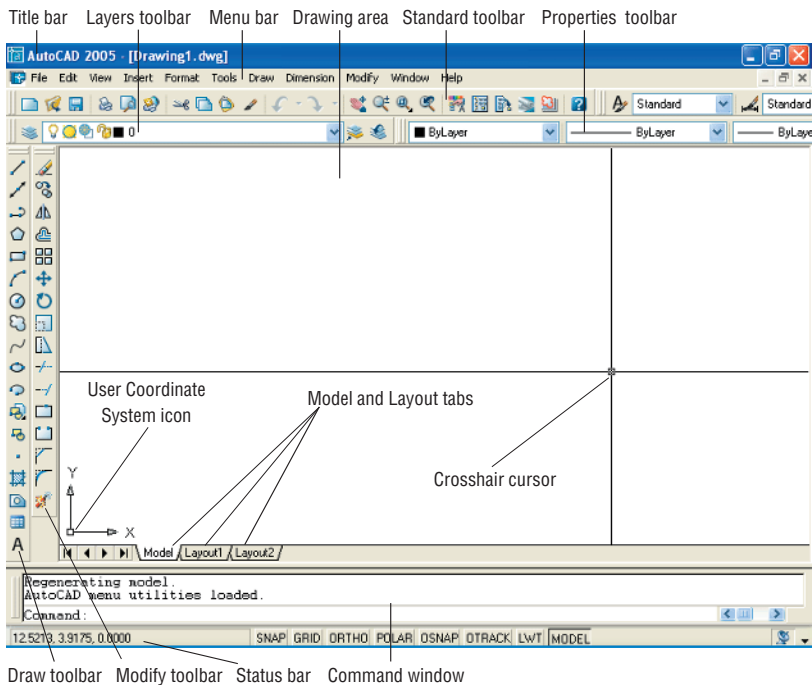 Title bar Layers toolbar Menu bar Drawing area Standard toolbar Properties toolbar
AutoCAD 2005 - [Drawing1.dwg]
File Edit View Insert Format Tools Draw Dimension Modify Window Help
Standard Standard
0 ByLayer ByLayer ByLaye
User Coordinate
System icon
Model and Layout tabs
Crosshair cursor
Y
X
Model Layout1 Layout2
A
Regenerating model.
AutoCAD menu utilities loaded.
Command:
12.5213, 3.9175, 0.0000 SNAP GRID ORTHO POLAR OSNAP OTRACK LWT MODEL
Draw toolbar Modify toolbar Status bar Command window